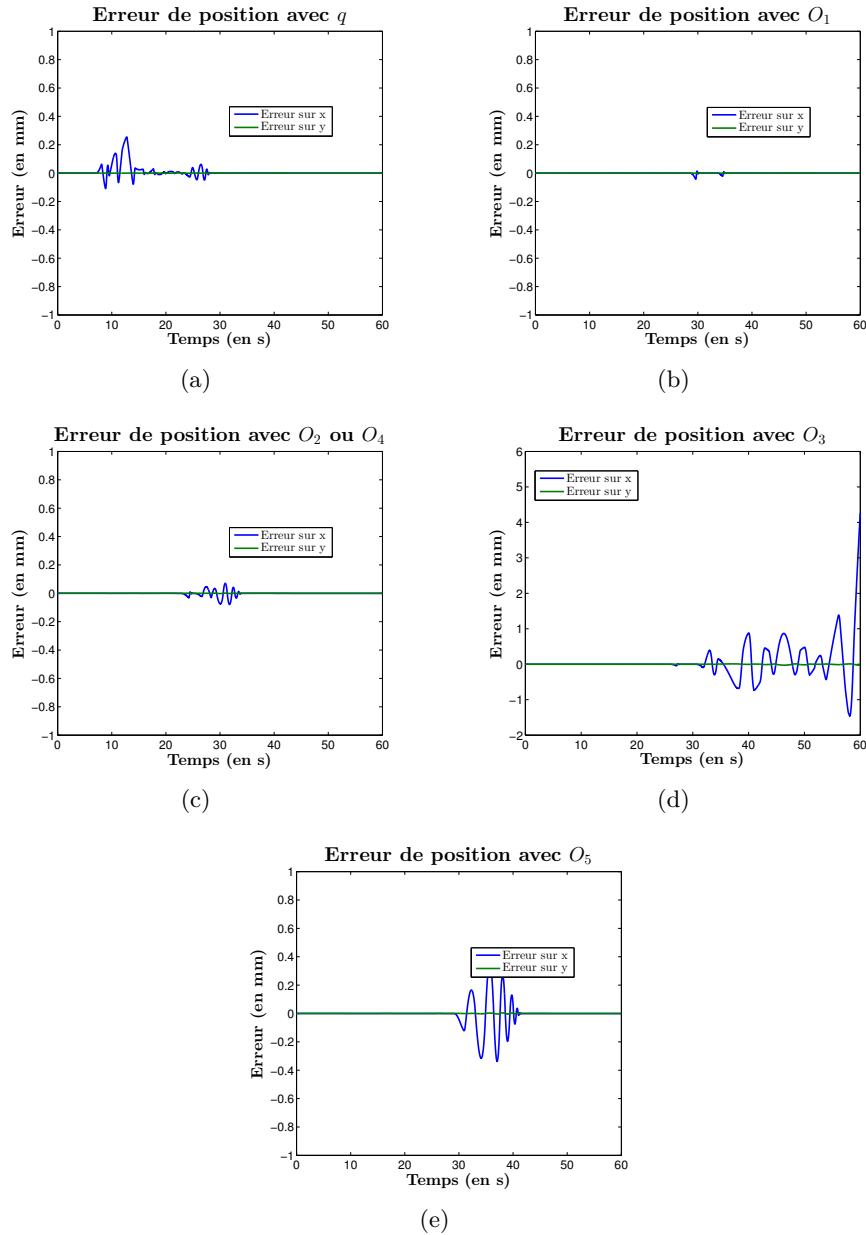 Erreur de position avec q
Erreur (en mm)
1
0.8
0.6
0.4
0.2
0
−0.2
−0.4
−0.6
−0.8
−1
Erreur sur x
Erreur sur y
0 10 20 30 40 50 60
Temps (en s)
(a)
Erreur de position avec O₁
Erreur (en mm)
1
0.8
0.6
0.4
0.2
0
−0.2
−0.4
−0.6
−0.8
−1
Erreur sur x
Erreur sur y
0 10 20 30 40 50 60
Temps (en s)
(b)
Erreur de position avec O₂ ou O₄
Erreur (en mm)
1
0.8
0.6
0.4
0.2
0
−0.2
−0.4
−0.6
−0.8
−1
Erreur sur x
Erreur sur y
0 10 20 30 40 50 60
Temps (en s)
(c)
Erreur de position avec O₃
Erreur (en mm)
6
5
4
3
2
1
0
−1
−2
Erreur sur x
Erreur sur y
0 10 20 30 40 50 60
Temps (en s)
(d)
Erreur de position avec O₅
Erreur (en mm)
1
0.8
0.6
0.4
0.2
0
−0.2
−0.4
−0.6
−0.8
−1
Erreur sur x
Erreur sur y
0 10 20 30 40 50 60
Temps (en s)
(e)